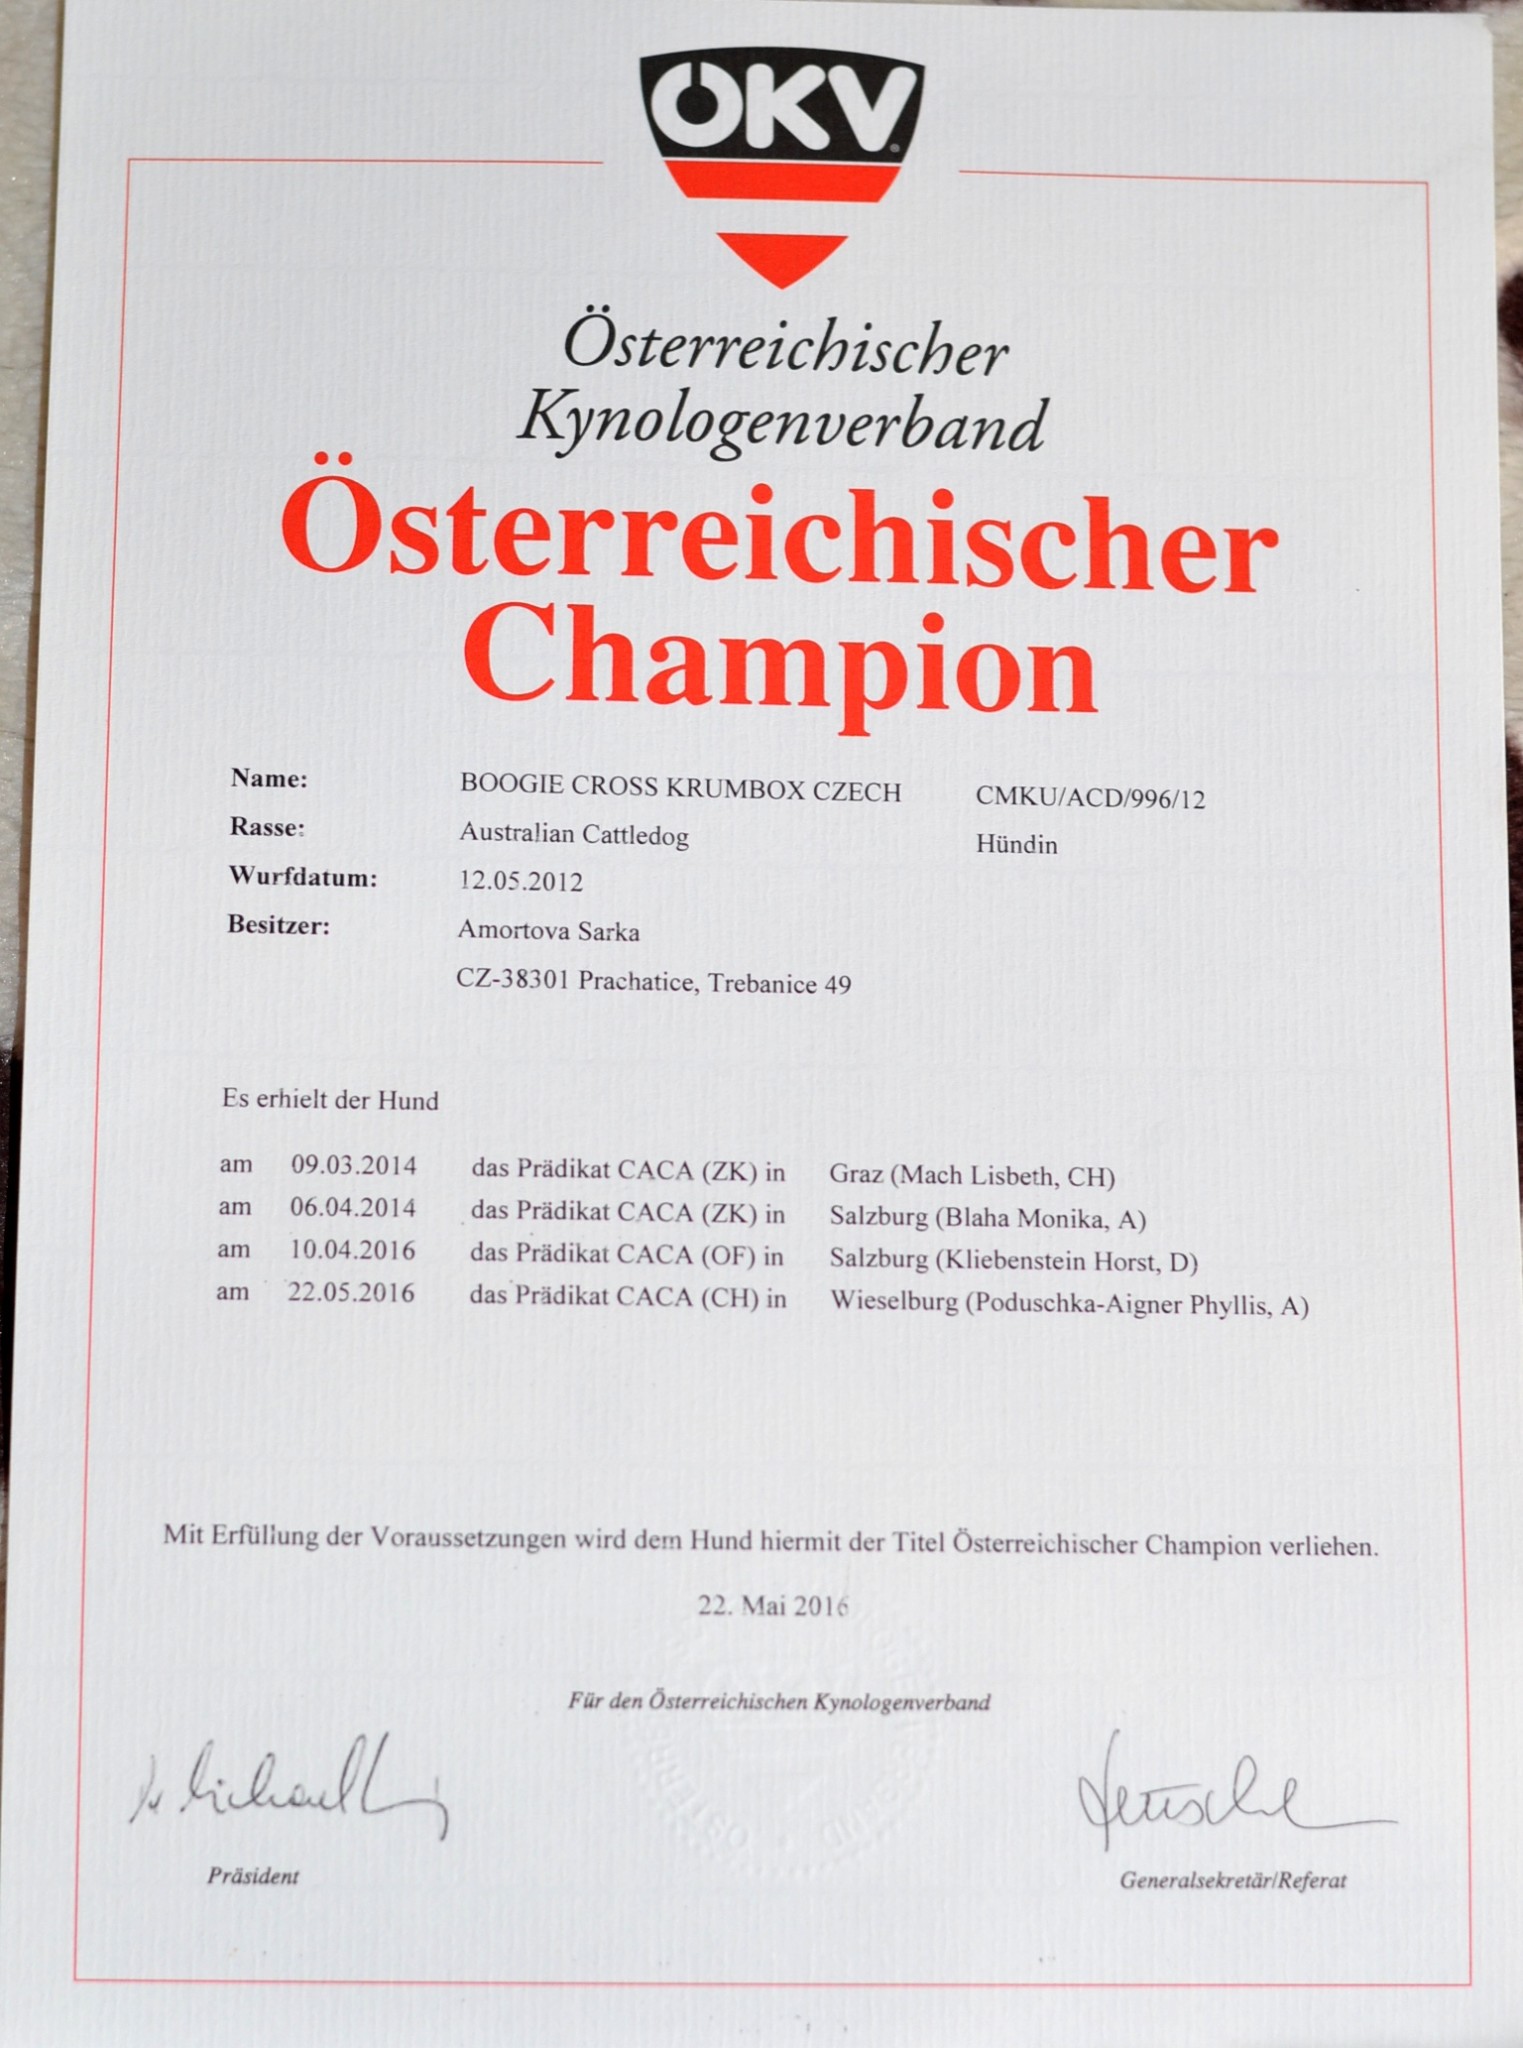 ÖKV
Österreichischer
Kynologenverband
Österreichischer
Champion
Name: BOOGIE CROSS KRUMBOX CZECH CMKU/ACD/996/12
Rasse: Australian Cattledog Hündin
Wurfdatum: 12.05.2012
Besitzer: Amortova Sarka
CZ-38301 Prachatice, Trebanice 49
Es erhielt der Hund
am 09.03.2014 das Prädikat CACA (ZK) in Graz (Mach Lisbeth, CH)
am 06.04.2014 das Prädikat CACA (ZK) in Salzburg (Blaha Monika, A)
am 10.04.2016 das Prädikat CACA (OF) in Salzburg (Kliebenstein Horst, D)
am 22.05.2016 das Prädikat CACA (CH) in Wieselburg (Poduschka-Aigner Phyllis, A)
Mit Erfüllung der Voraussetzungen wird dem Hund hiermit der Titel Österreichischer Champion verliehen.
22. Mai 2016
Für den Österreichischen Kynologenverband
Präsident Generalsekretär/Referat